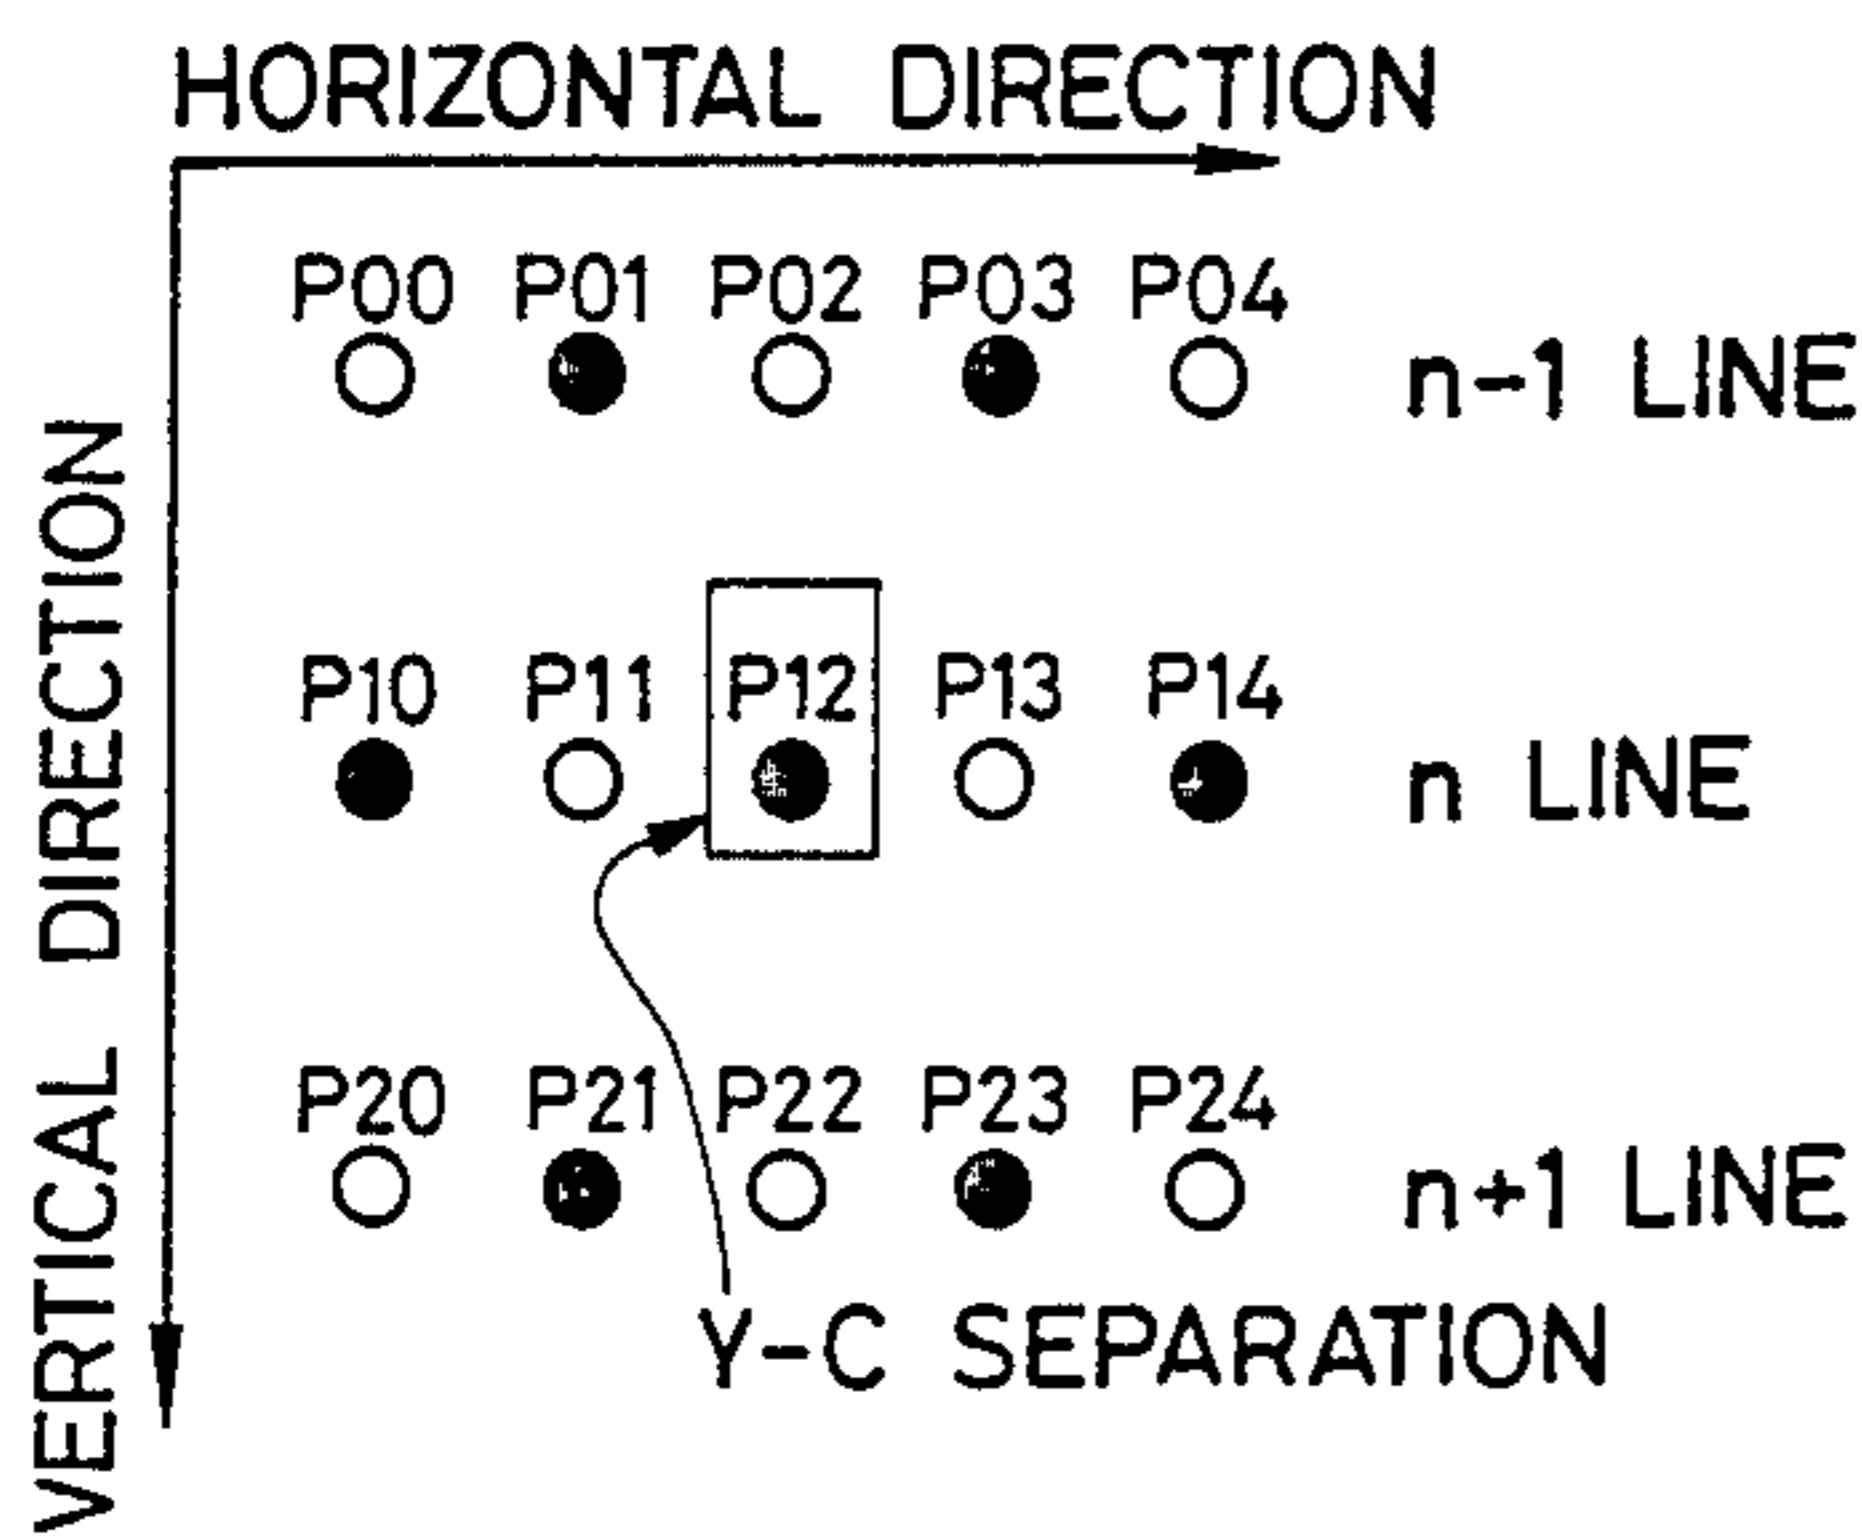 HORIZONTAL DIRECTION
VERTICAL DIRECTION
P00 P01 P02 P03 P04
n-1 LINE
P10 P11 P12 P13 P14
n LINE
P20 P21 P22 P23 P24
n+1 LINE
Y-C SEPARATION